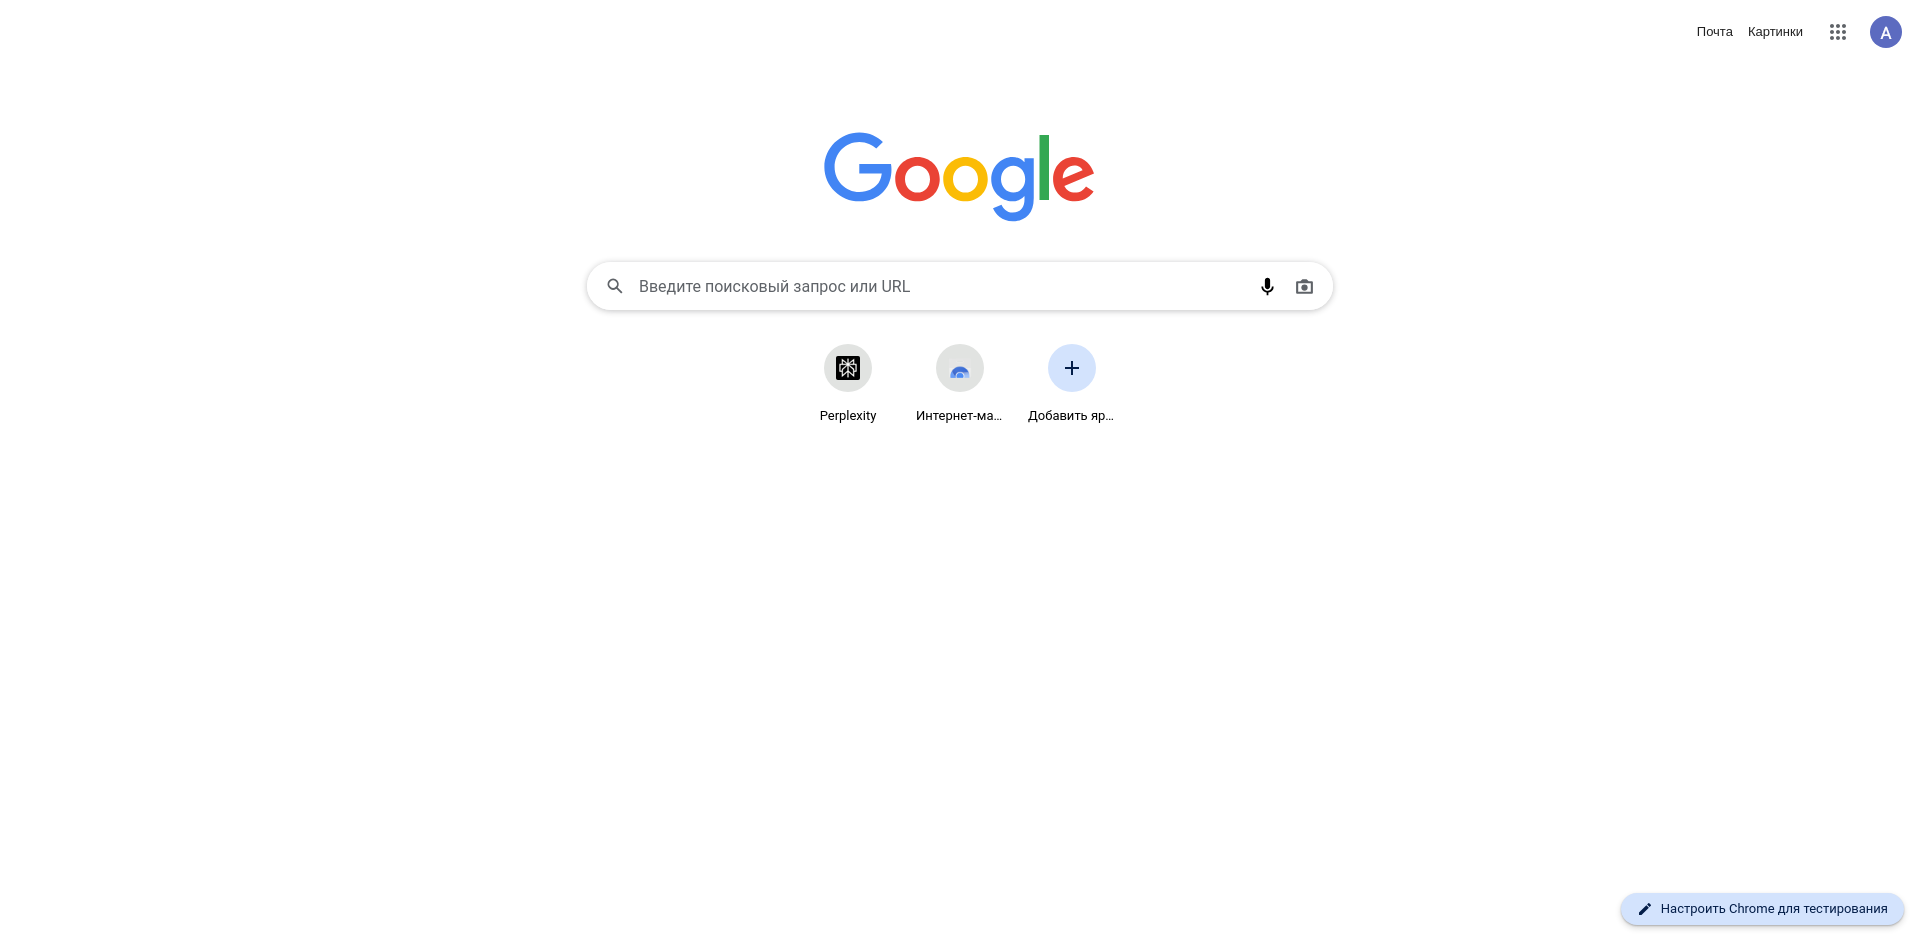 Почта Картинки
A
Google
Введите поисковый запрос или URL
Perplexity
Интернет-ма...
Добавить яр...
Настроить Chrome для тестирования